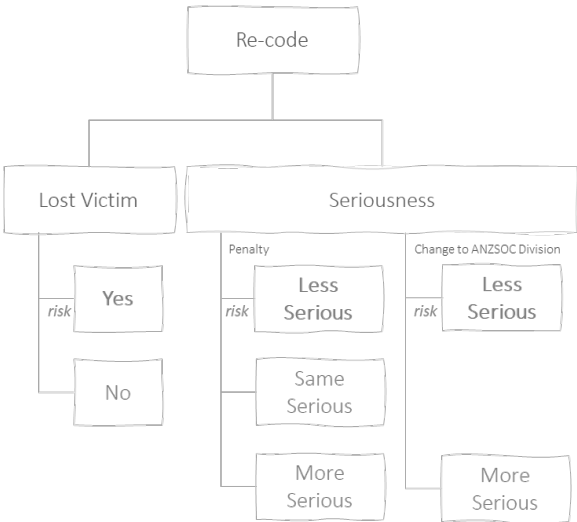 Re-code
Lost Victim
Seriousness
Penalty
Change to ANZSOC Division
Yes
risk
Less
Serious
risk
Less
Serious
risk
No
Same
Serious
More
Serious
More
Serious